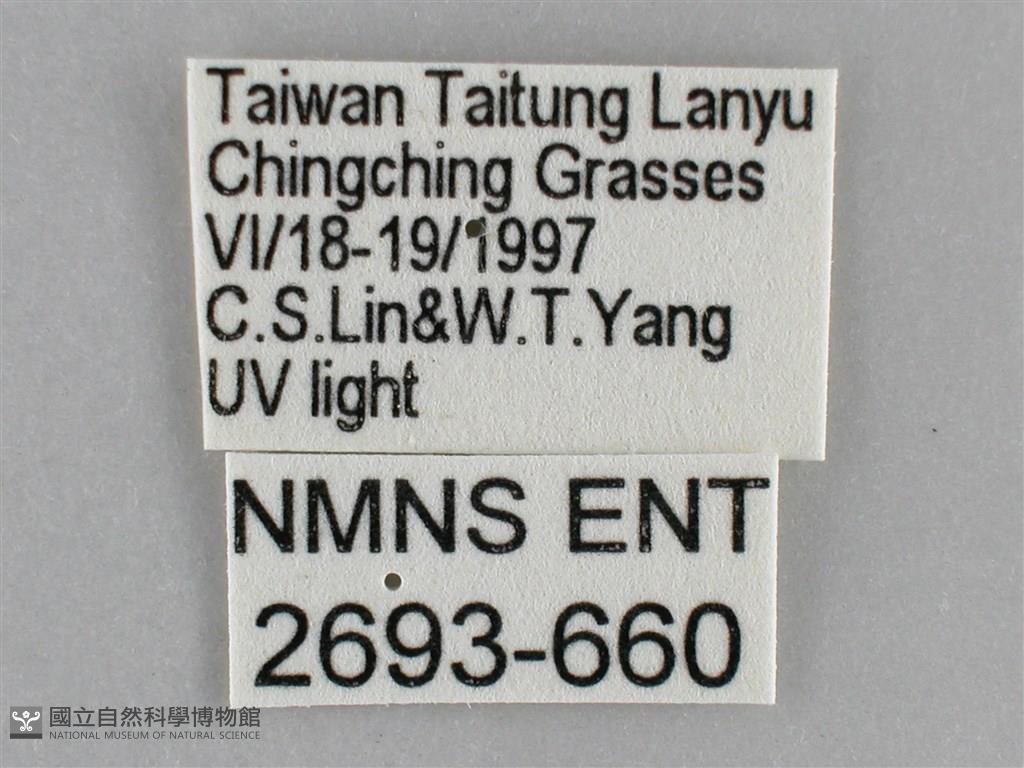 Taiwan Taitung Lanyu
Chingching Grasses
VI/18-19/1997
C.S.Lin&W.T.Yang
UV light
NMNS ENT
2693-660
國立自然科學博物館
NATIONAL MUSEUM OF NATURAL SCIENCE